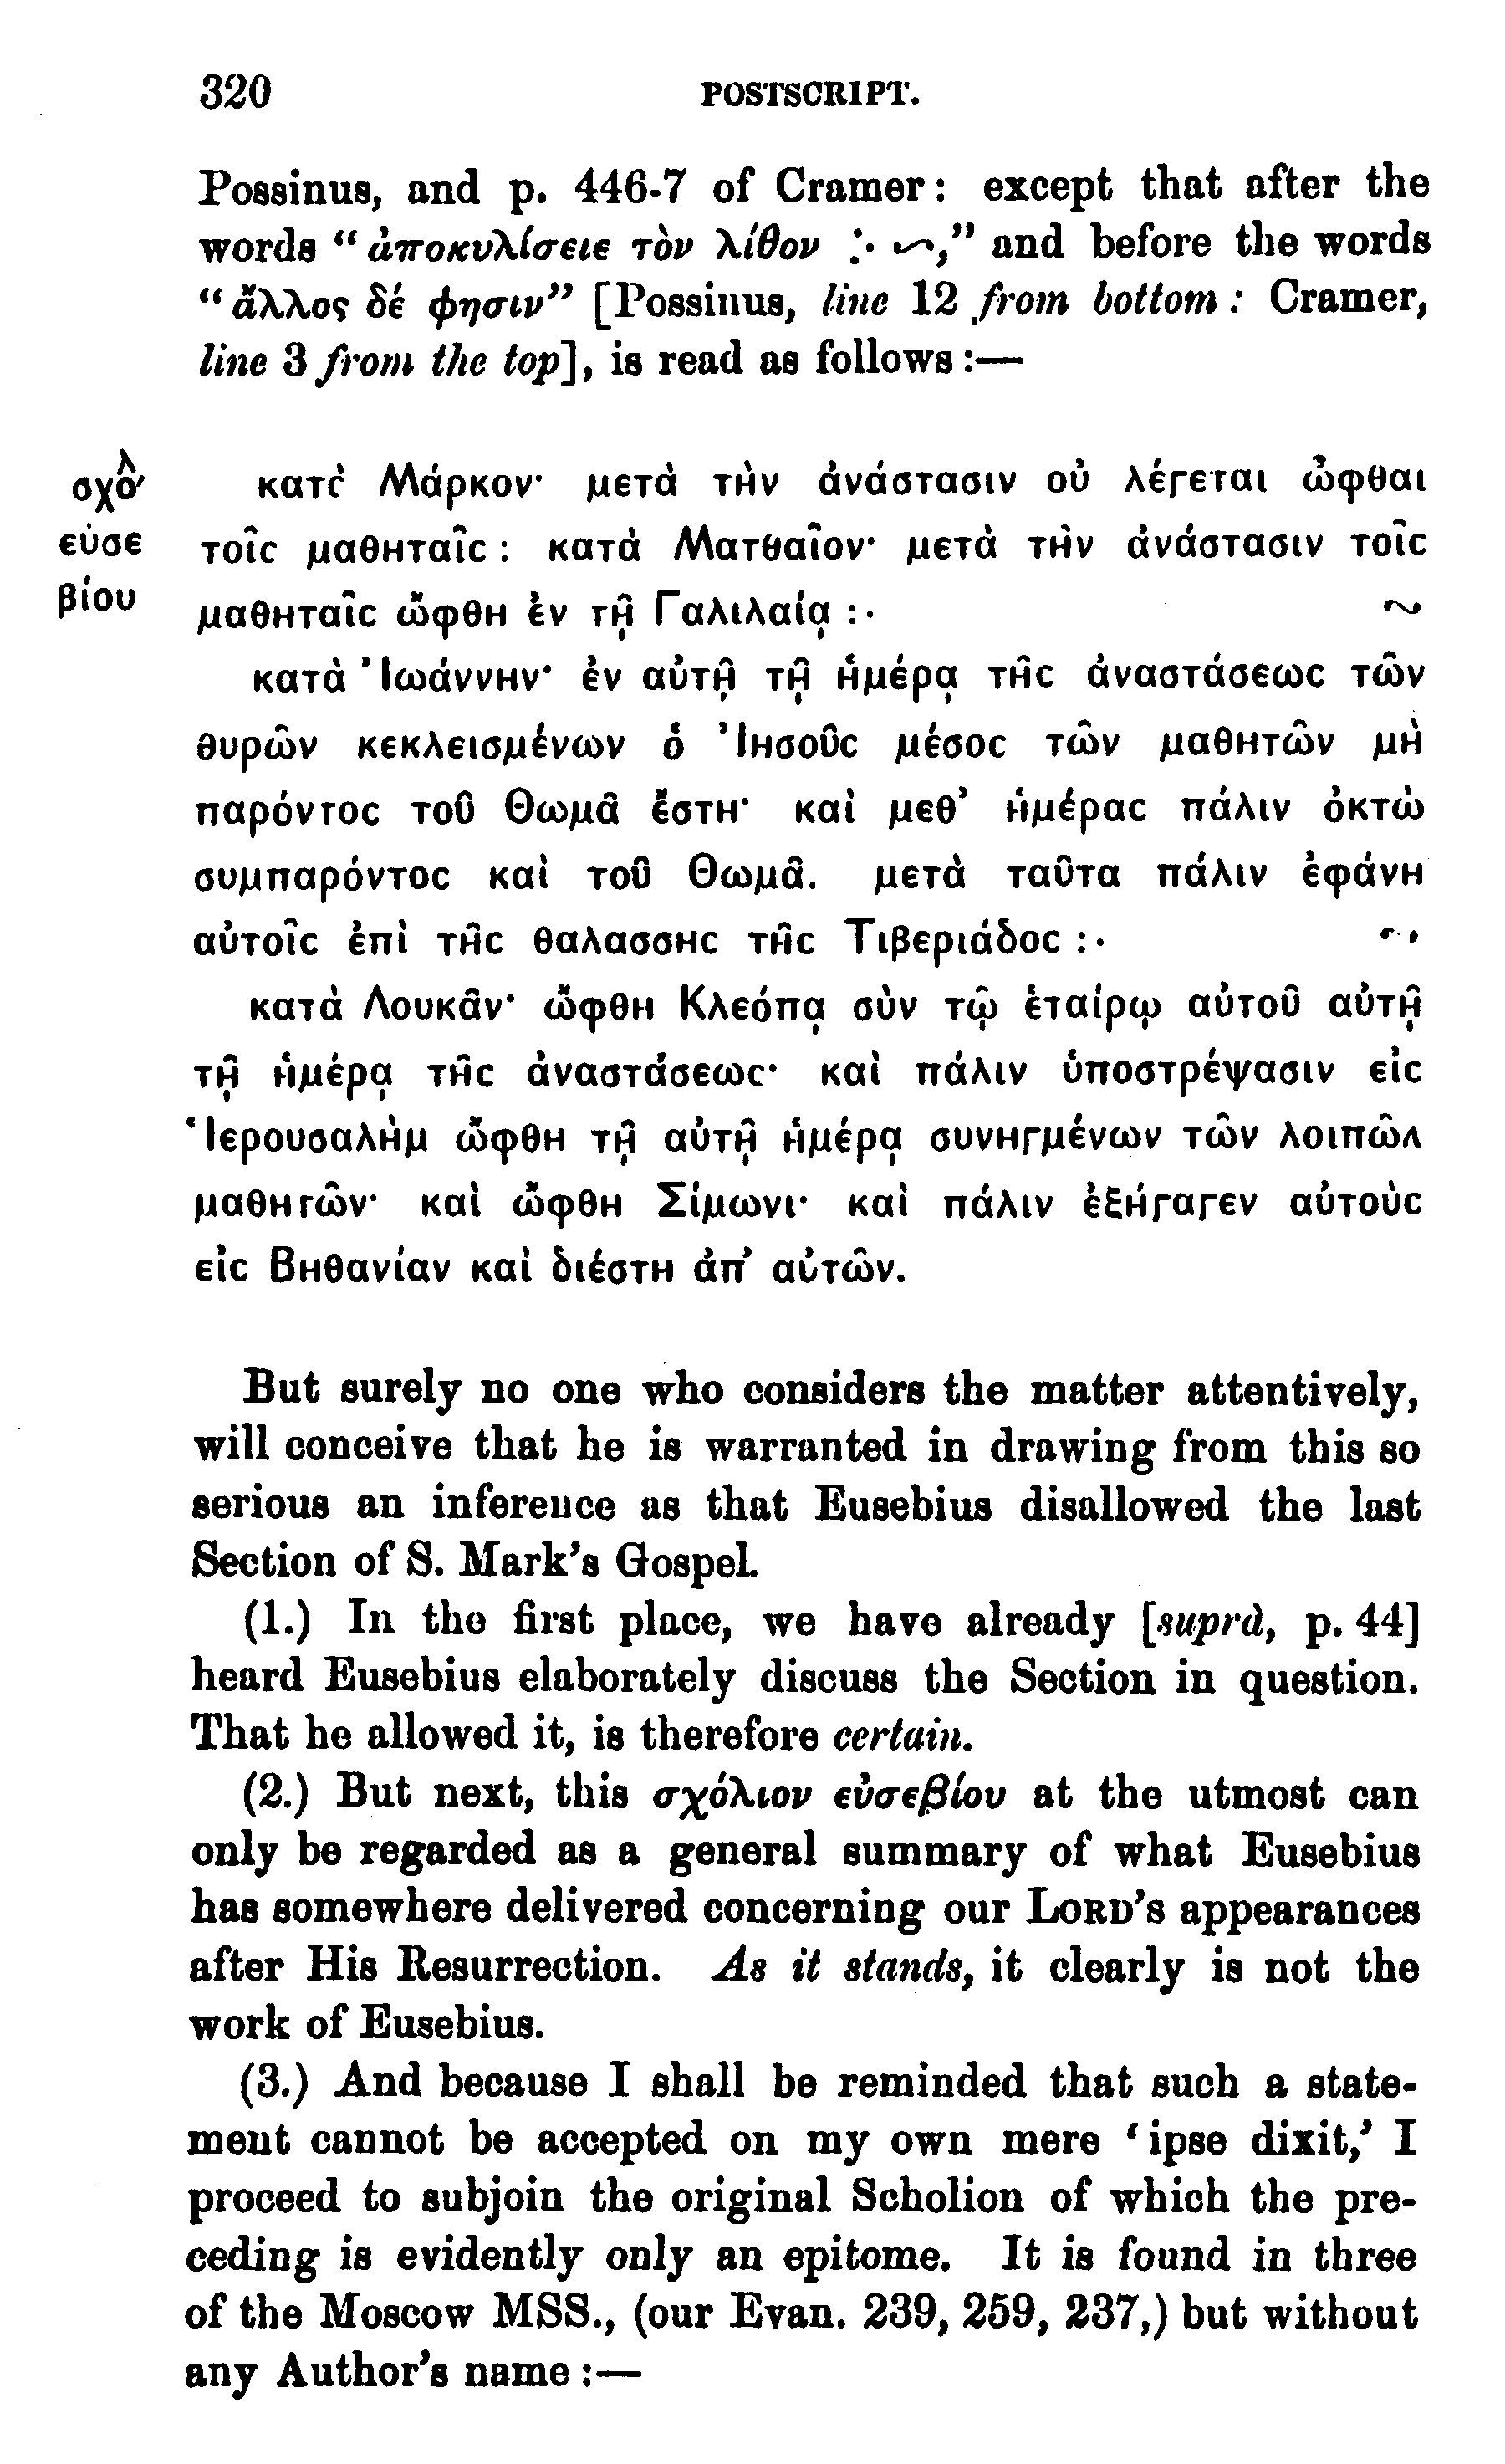 320 POSTSCRIPT.
Possinus, and p. 446-7 of Cramer: except that after the
words “ἀποκυλίσειε τὸν λίθον ⁘ ~,” and before the words
“ἄλλος δέ φησιν” [Possinus, line 12 from bottom: Cramer,
line 3 from the top], is read as follows:—
σχὸλ κατὰ Μάρκον· μετὰ τὴν ἀνάστασιν οὐ λέγεται ὦφθαι
εὐσε τοῖς μαθηταῖς: κατὰ Ματθαῖον· μετὰ τὴν ἀνάστασιν τοῖς
βίου μαθηταῖς ὤφθη ἐν τῇ Γαλιλαίᾳ :· ~
κατὰ Ἰωάννην· ἐν αὐτῇ τῇ ἡμέρᾳ τῆς ἀναστάσεως τῶν
θυρῶν κεκλεισμένων ὁ Ἰησοῦς μέσος τῶν μαθητῶν μὴ
παρόντος τοῦ Θωμᾶ ἔστη· καὶ μεθ’ ἡμέρας πάλιν ὀκτὼ
συμπαρόντος καὶ τοῦ Θωμᾶ. μετὰ ταῦτα πάλιν ἐφάνη
αὐτοῖς ἐπὶ τῆς θαλασσης τῆς Τιβεριάδος :·
κατὰ Λουκᾶν· ὤφθη Κλεόπᾳ σὺν τῷ ἑταίρῳ αὐτοῦ αὐτῇ
τῇ ἡμέρᾳ τῆς ἀναστάσεως· καὶ πάλιν ὑποστρέψασιν εἰς
Ἱερουσαλὴμ ὤφθη τῇ αὐτῇ ἡμέρᾳ συνηγμένων τῶν λοιπῶν
μαθητῶν· καὶ ὤφθη Σίμωνι· καὶ πάλιν ἐξήγαγεν αὐτοὺς
εἰς Βηθανίαν καὶ διέστη ἀπ’ αὐτῶν.
But surely no one who considers the matter attentively,
will conceive that he is warranted in drawing from this so
serious an inference as that Eusebius disallowed the last
Section of S. Mark’s Gospel.
(1.) In the first place, we have already [suprà, p. 44]
heard Eusebius elaborately discuss the Section in question.
That he allowed it, is therefore certain.
(2.) But next, this σχόλιον εὐσεβίου at the utmost can
only be regarded as a general summary of what Eusebius
has somewhere delivered concerning our LORD’s appearances
after His Resurrection. As it stands, it clearly is not the
work of Eusebius.
(3.) And because I shall be reminded that such a state-
ment cannot be accepted on my own mere ‘ipse dixit,’ I
proceed to subjoin the original Scholion of which the pre-
ceding is evidently only an epitome. It is found in three
of the Moscow MSS., (our Evan. 239, 259, 237,) but without
any Author’s name:—